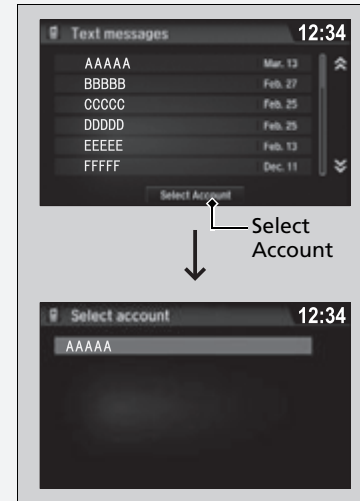 Text messages 12:34
AAAAA Mar. 13
BBBBB Feb. 27
CCCCC Feb. 25
DDDDD Feb. 25
EEEEE Feb. 13
FFFFF Dec. 11
Select Account
Select
Account
Select account 12:34
AAAAA